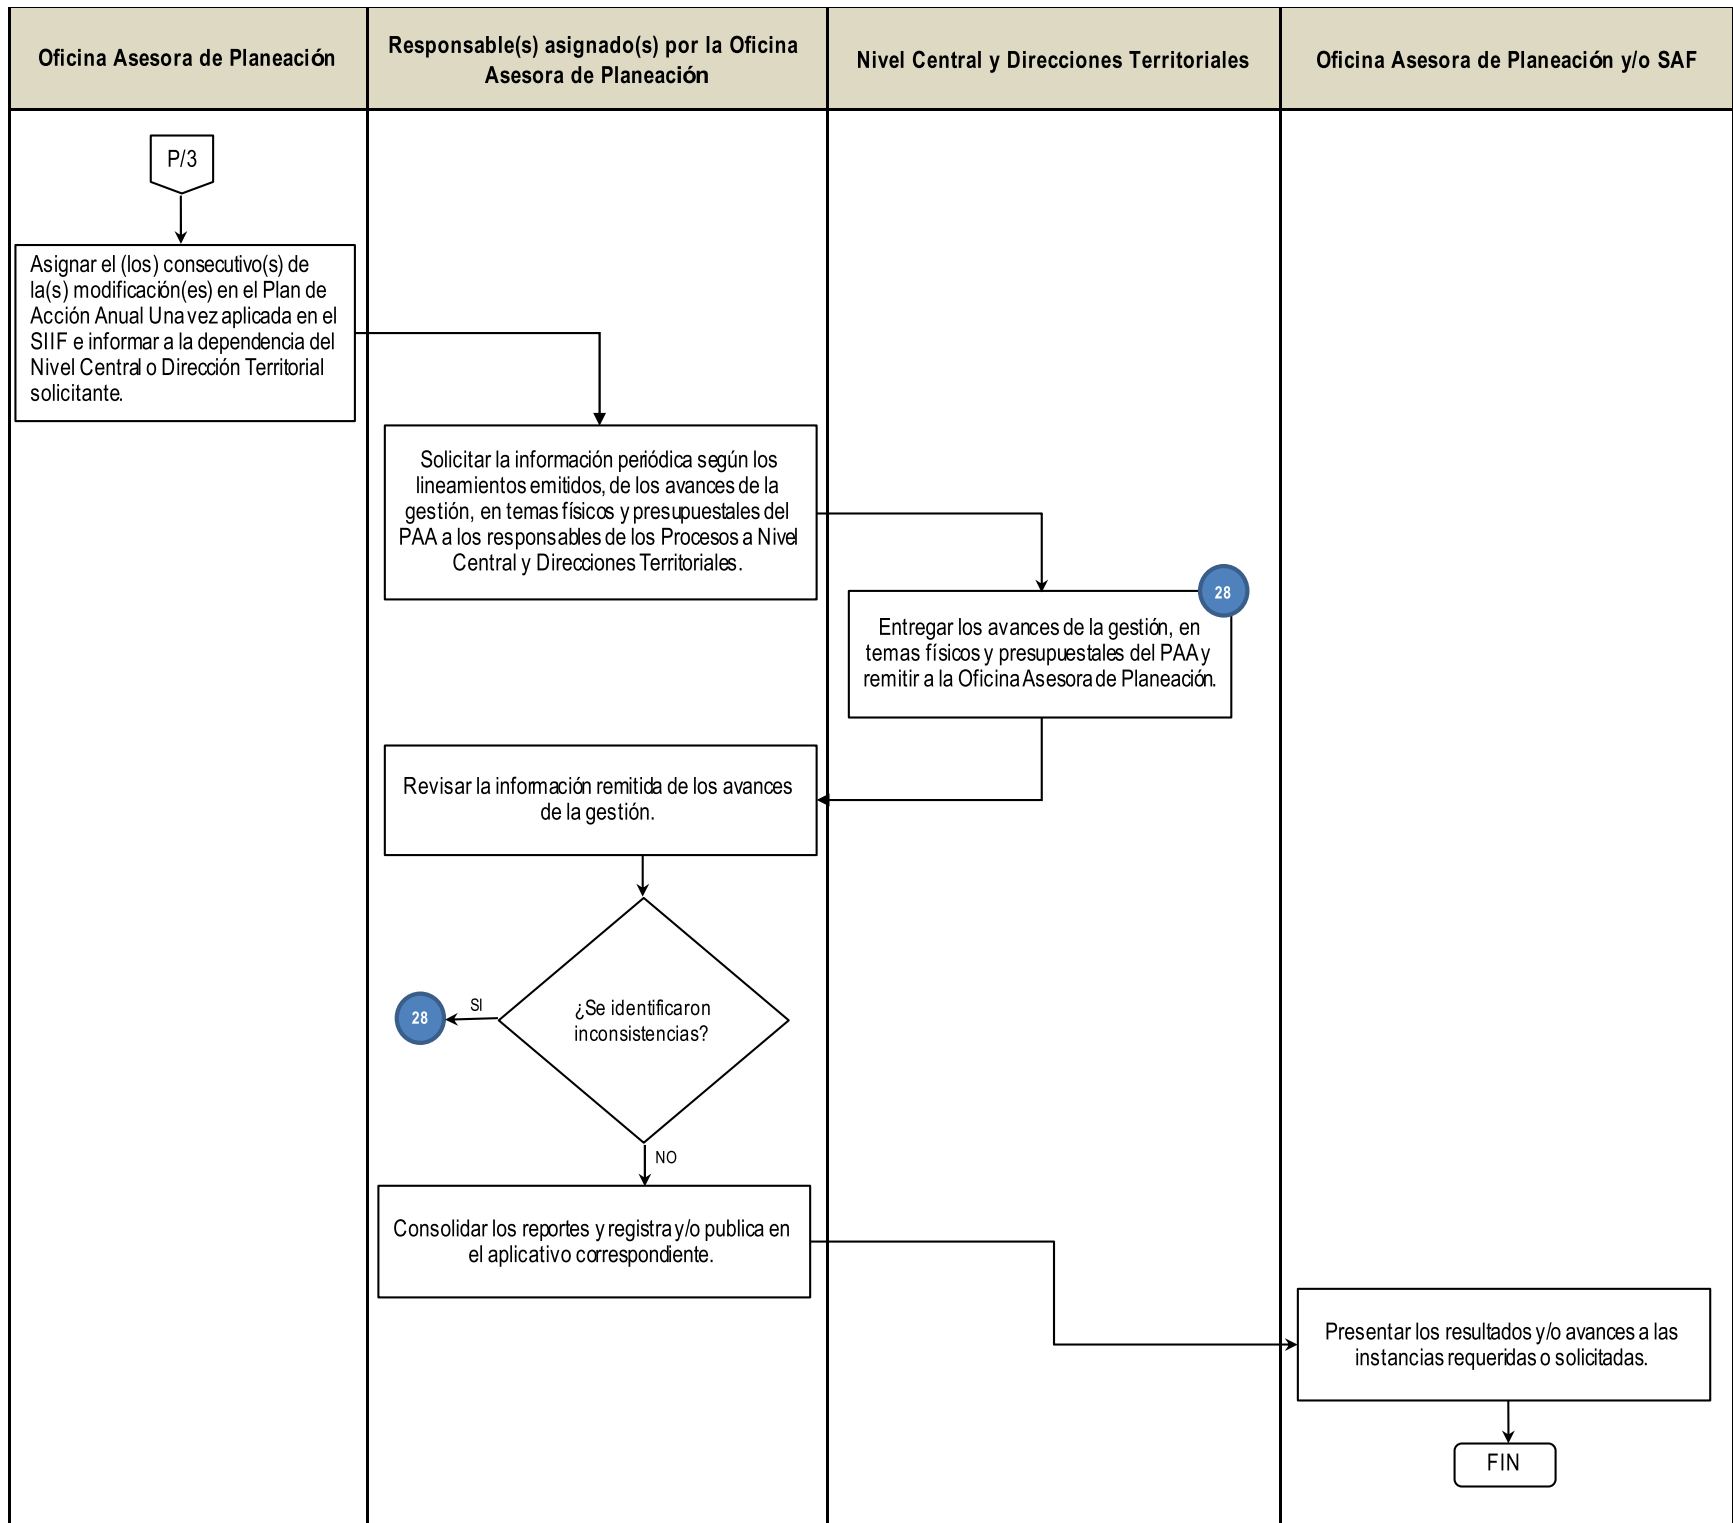 Oficina Asesora de Planeación
Responsable(s) asignado(s) por la Oficina
Asesora de Planeación
Nivel Central y Direcciones Territoriales
Oficina Asesora de Planeación y/o SAF
P/3
Asignar el (los) consecutivo(s) de
la(s) modificación(es) en el Plan de
Acción Anual Una vez aplicada en el
SIIF e informar a la dependencia del
Nivel Central o Dirección Territorial
solicitante.
Solicitar la información periódica según los
lineamientos emitidos, de los avances de la
gestión, en temas físicos y presupuestales del
PAA a los responsables de los Procesos a Nivel
Central y Direcciones Territoriales.
28
Entregar los avances de la gestión, en
temas físicos y presupuestales del PAA y
remitir a la Oficina Asesora de Planeación.
Revisar la información remitida de los avances
de la gestión.
¿Se identificaron
inconsistencias?
SI
28
NO
Consolidar los reportes y registra y/o publica en
el aplicativo correspondiente.
Presentar los resultados y/o avances a las
instancias requeridas o solicitadas.
FIN